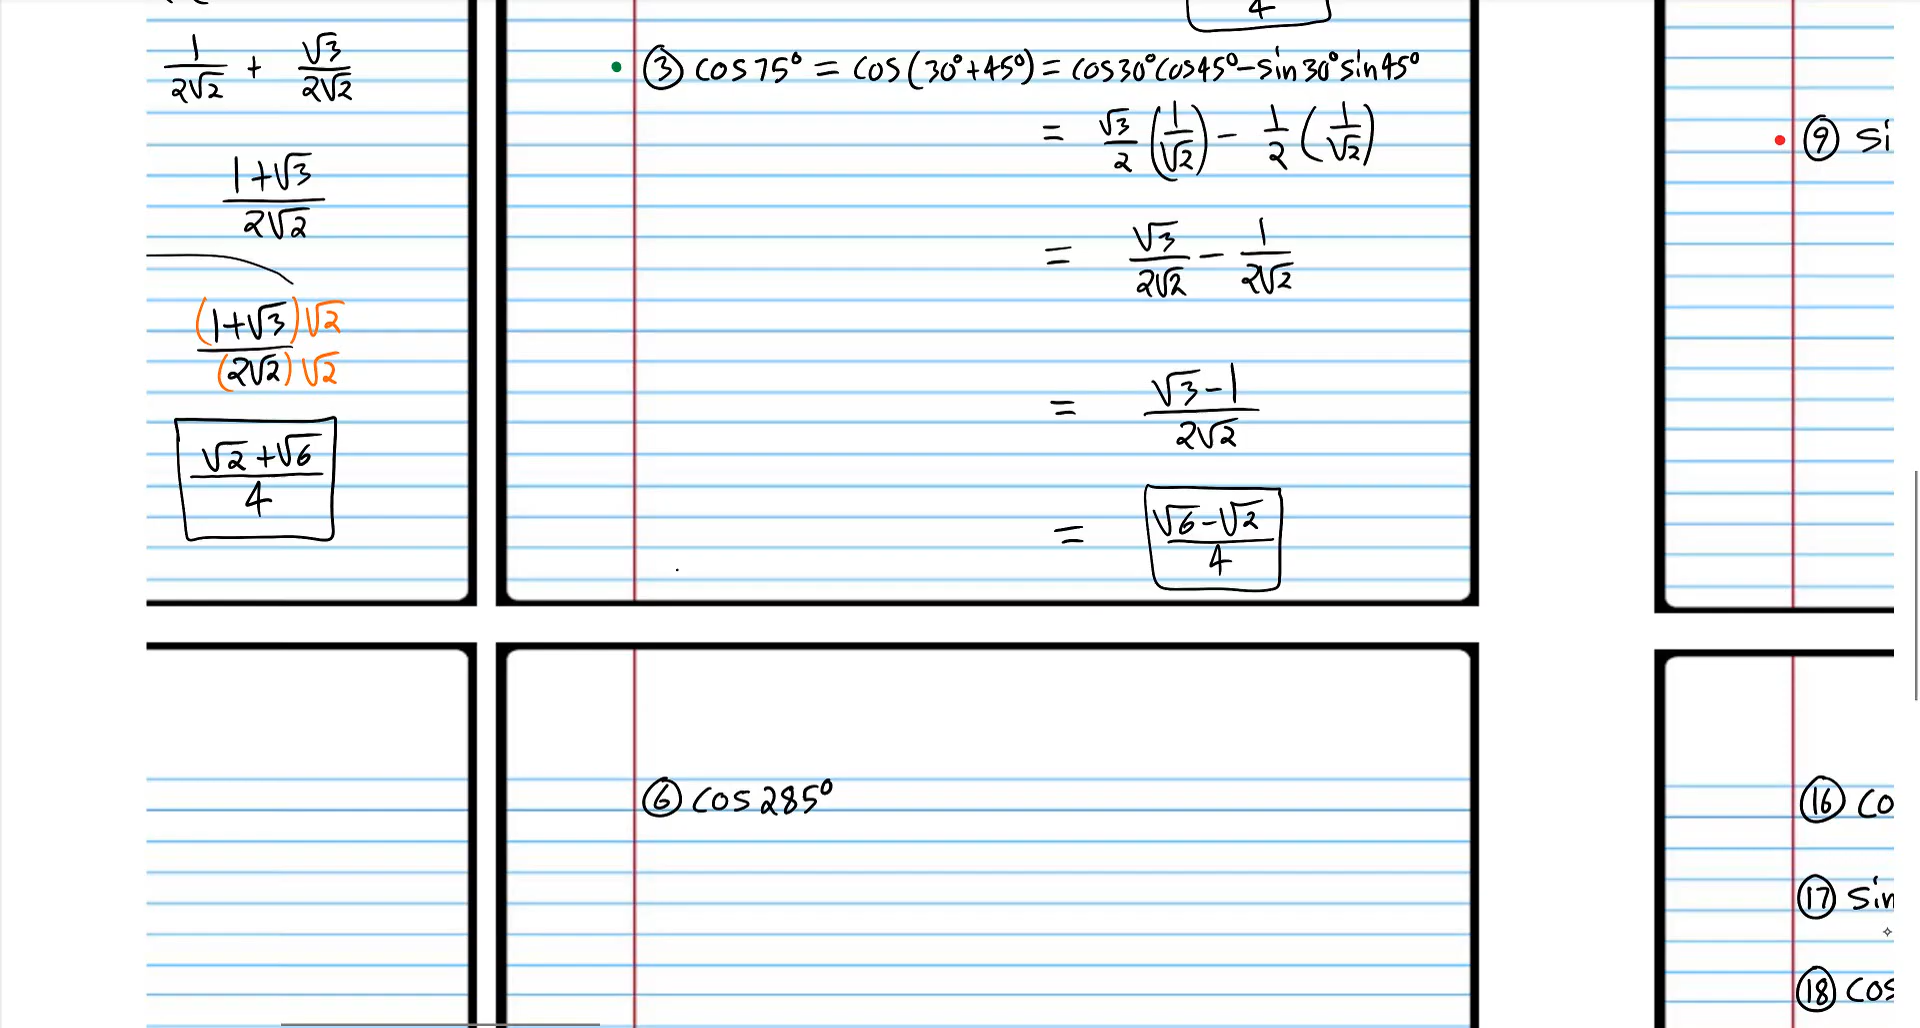 4
1/(2√2) + √3/(2√2)
(1+√3)/(2√2)
((1+√3)√2)/((2√2)√2)
(√2+√6)/4
③ cos75° = cos(30°+45°) = cos30°cos45°-sin30°sin45°
= √3/2 (1/√2) - 1/2 (1/√2)
= √3/(2√2) - 1/(2√2)
= (√3-1)/(2√2)
= (√6-√2)/4
⑥ cos285°
⑨ si
⑯ co
⑰ sin
⑱ cos